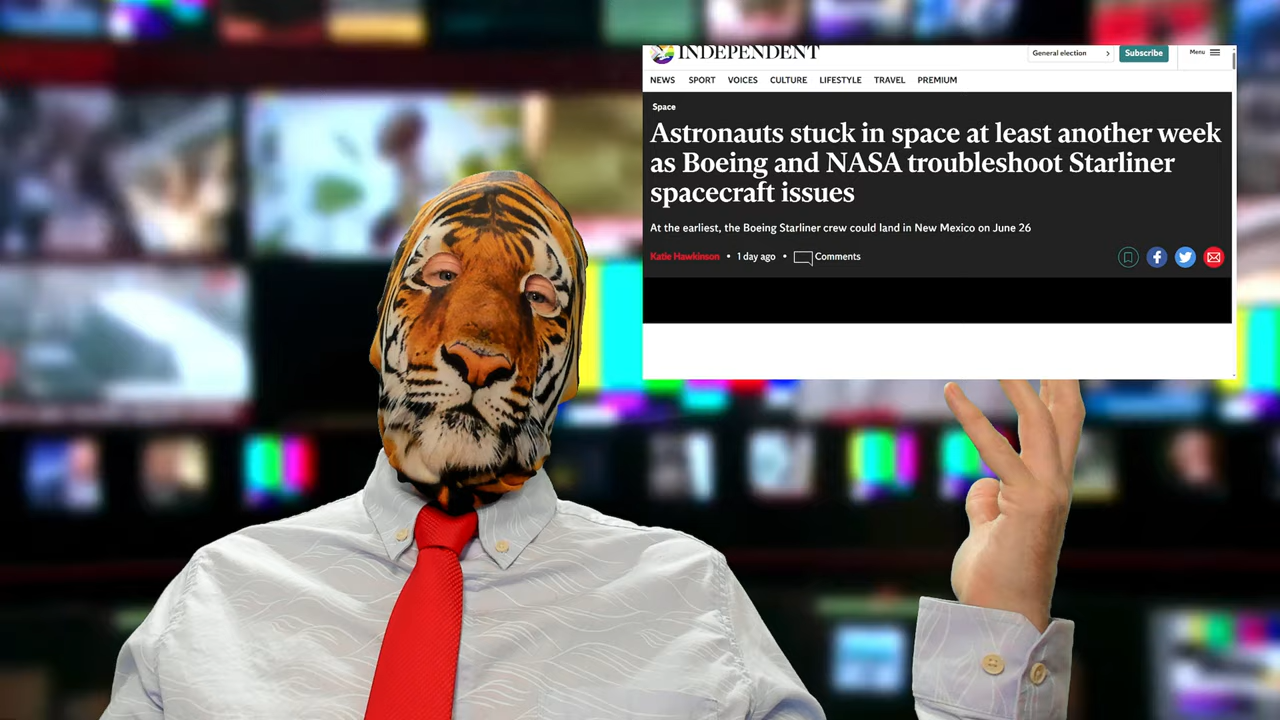 INDEPENDENT
General election
Subscribe
Menu
NEWS SPORT VOICES CULTURE LIFESTYLE TRAVEL PREMIUM
Space
Astronauts stuck in space at least another week
as Boeing and NASA troubleshoot Starliner
spacecraft issues
At the earliest, the Boeing Starliner crew could land in New Mexico on June 26
Katie Hawkinson • 1 day ago • Comments